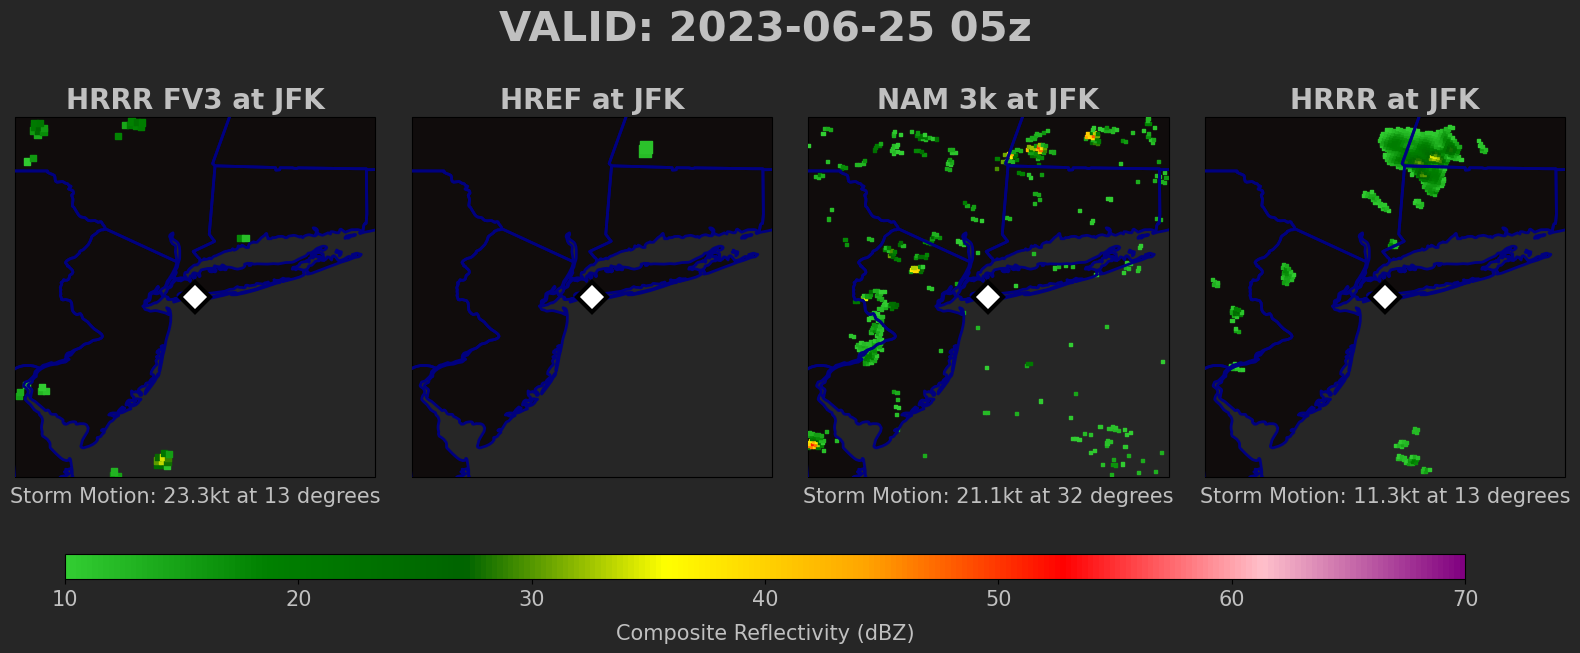 VALID: 2023-06-25 05z
HRRR FV3 at JFK
HREF at JFK
NAM 3k at JFK
HRRR at JFK
Storm Motion: 23.3kt at 13 degrees
Storm Motion: 21.1kt at 32 degrees
Storm Motion: 11.3kt at 13 degrees
10 20 30 40 50 60 70
Composite Reflectivity (dBZ)